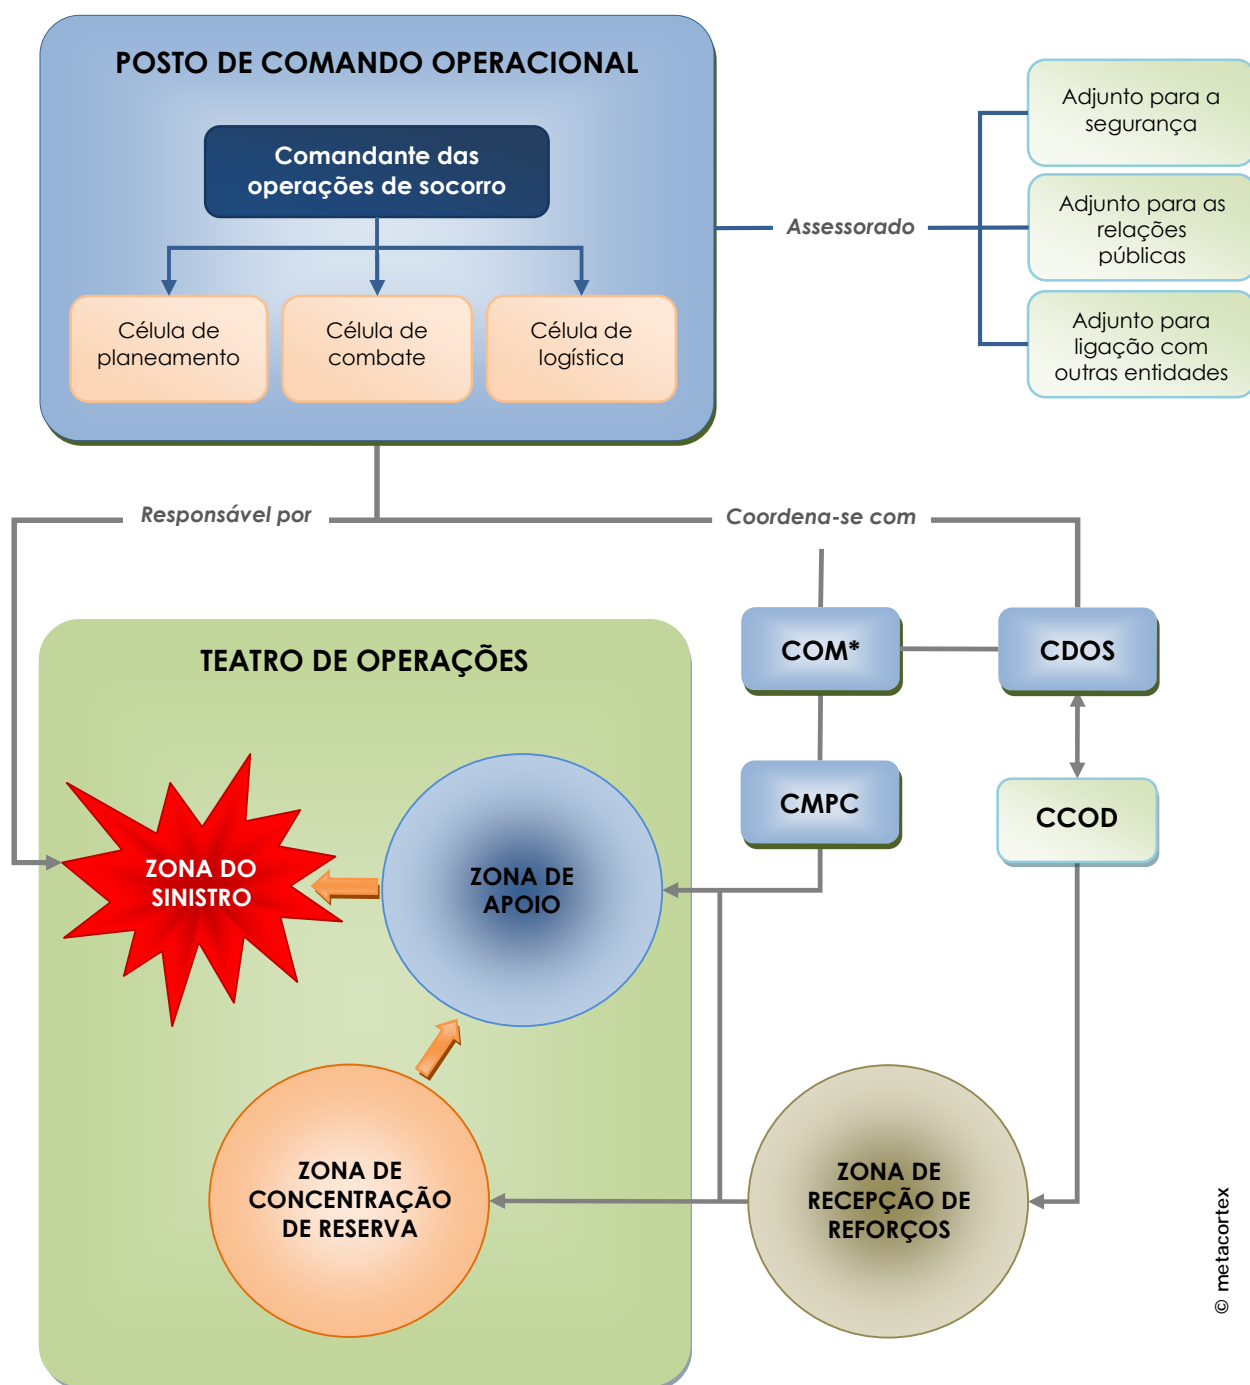 POSTO DE COMANDO OPERACIONAL
Comandante das
operações de socorro
Célula de
planeamento
Célula de
combate
Célula de
logística
Assessorado
Adjunto para a
segurança
Adjunto para as
relações
públicas
Adjunto para
ligação com
outras entidades
Responsável por
Coordena-se com
TEATRO DE OPERAÇÕES
COM*
CDOS
CMPC
CCOD
ZONA DO
SINISTRO
ZONA DE
APOIO
ZONA DE
CONCENTRAÇÃO
DE RESERVA
ZONA DE
RECEPÇÃO DE
REFORÇOS
© metacortex